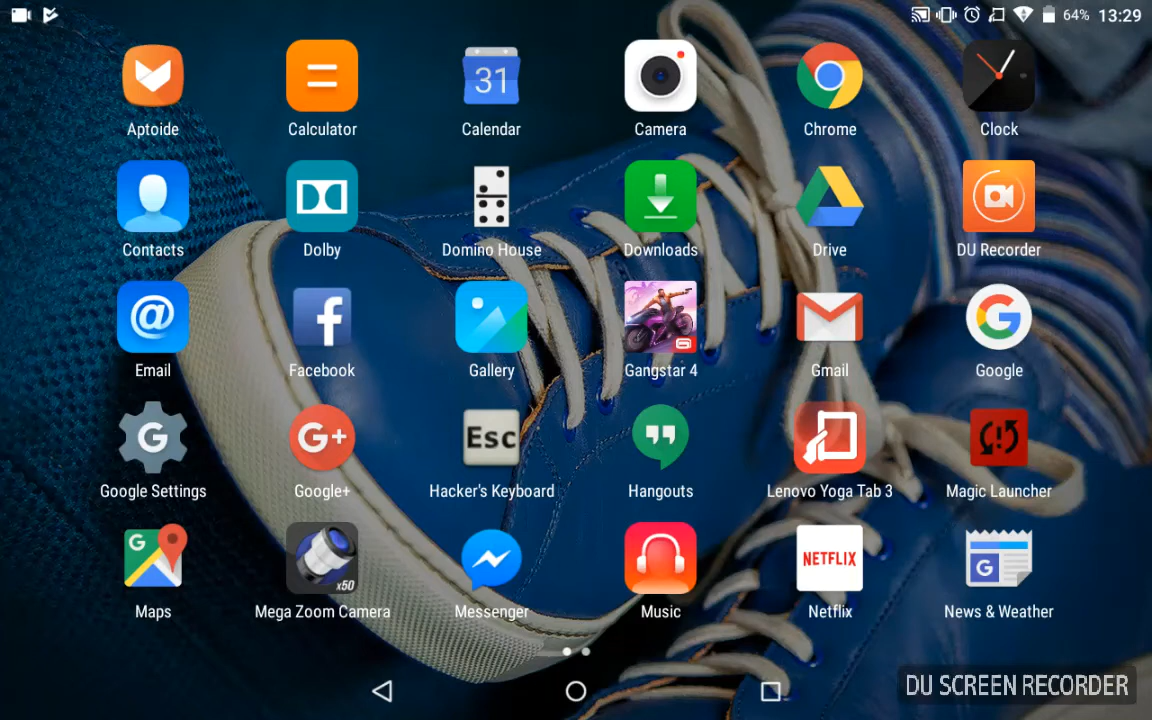 64% 13:29
31
Aptoide Calculator Calendar Camera Chrome Clock
Contacts Dolby Domino House Downloads Drive DU Recorder
@ f G
Email Facebook Gallery Gangstar 4 Gmail Google
G G+ Esc
Google Settings Google+ Hacker's Keyboard Hangouts Lenovo Yoga Tab 3 Magic Launcher
G x50 NETFLIX G
Maps Mega Zoom Camera Messenger Music Netflix News & Weather
DU SCREEN RECORDER